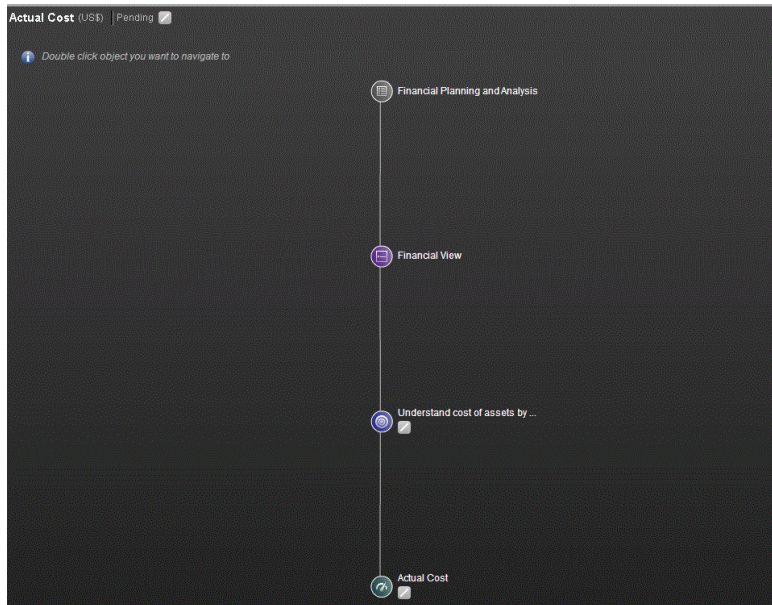 Actual Cost (US$) Pending
Double click object you want to navigate to
Financial Planning and Analysis
Financial View
Understand cost of assets by ...
Actual Cost